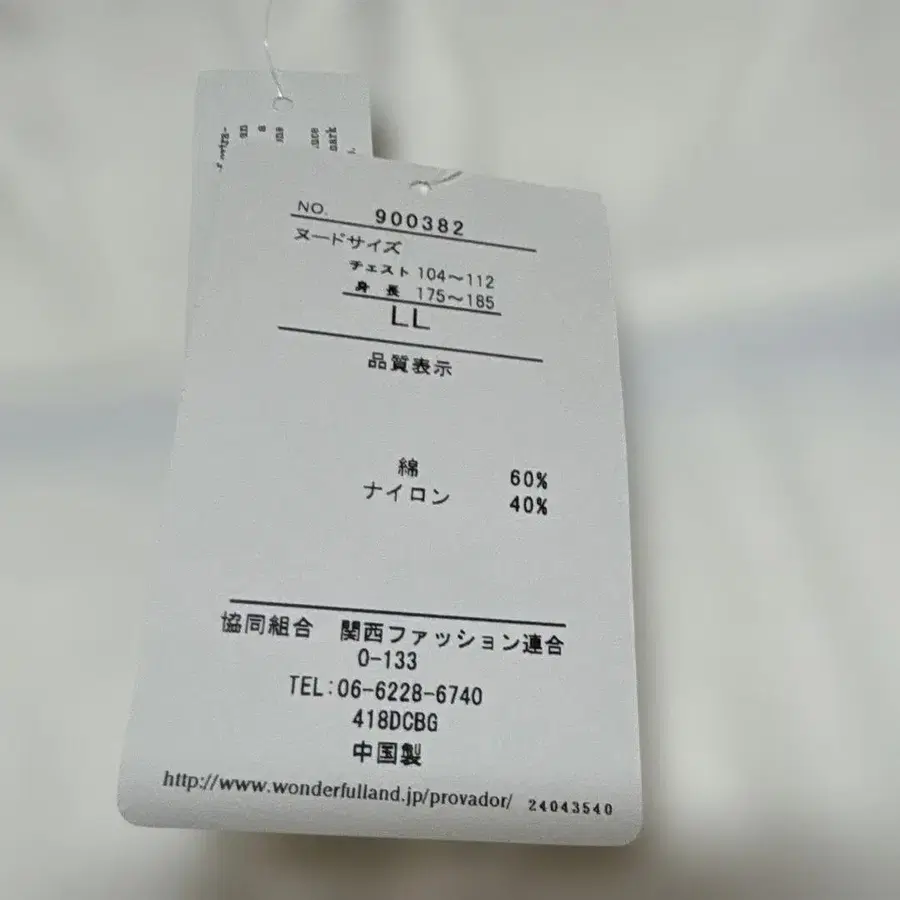 NO. 900382
ヌードサイズ
チェスト 104～112
身長 175～185
LL
品質表示
綿 60%
ナイロン 40%
協同組合 関西ファッション連合
O-133
TEL:06-6228-6740
418DCBG
中国製
http://www.wonderfulland.jp/provador/ 24043540